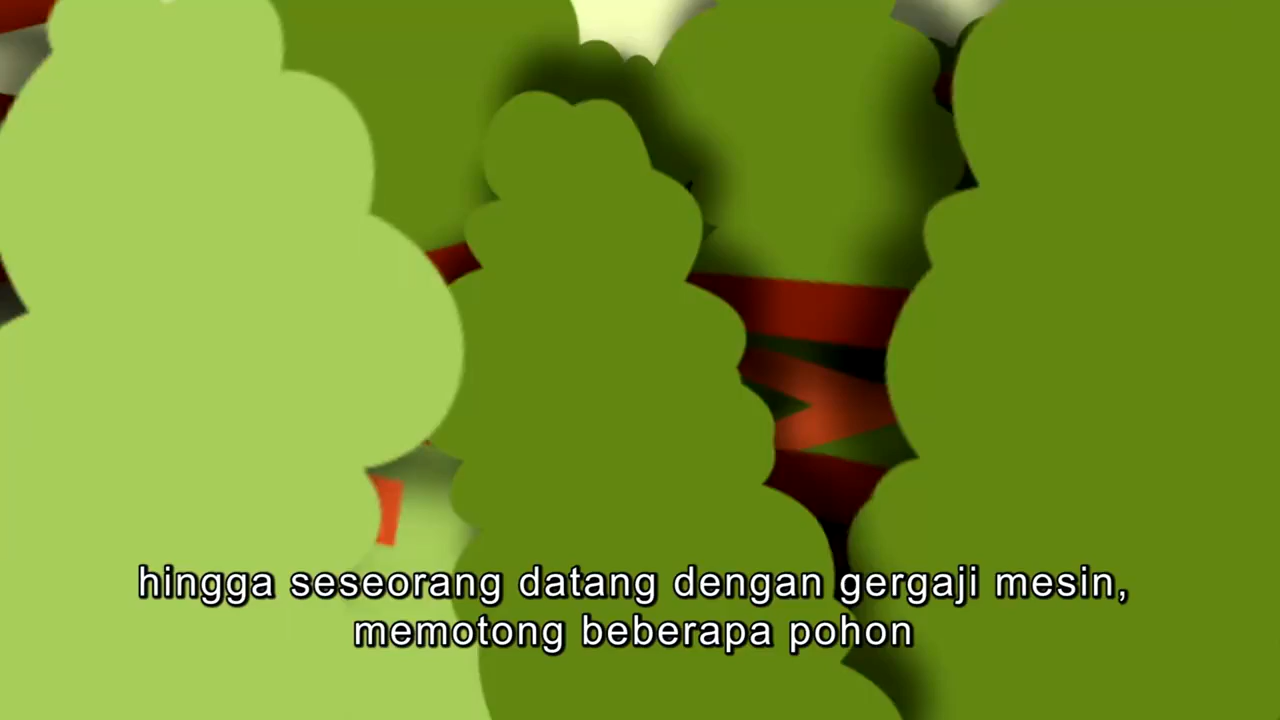 hingga seseorang datang dengan gergaji mesin,
memotong beberapa pohon